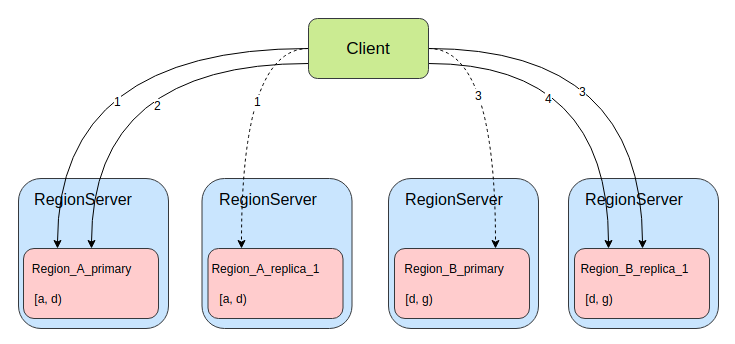 Client
1
2
1
3
4
3
RegionServer
RegionServer
RegionServer
RegionServer
Region_A_primary
[a, d)
Region_A_replica_1
[a, d)
Region_B_primary
[d, g)
Region_B_replica_1
[d, g)